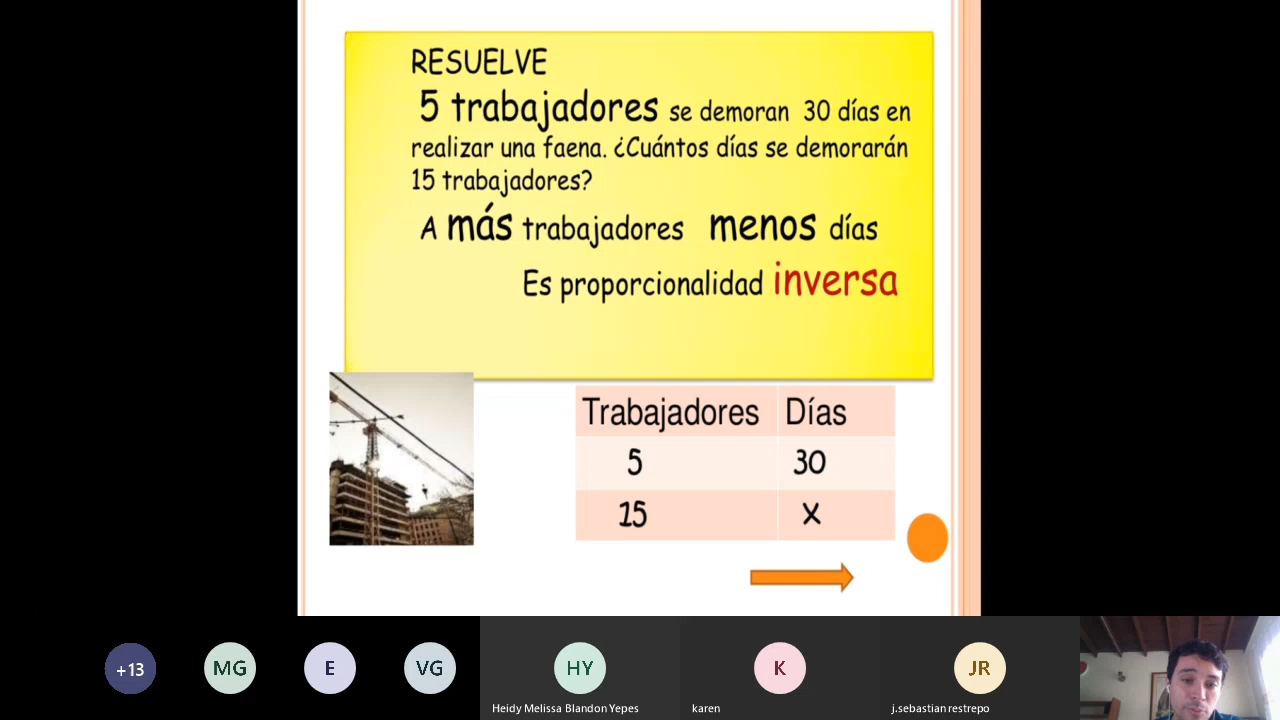 RESUELVE
5 trabajadores se demoran 30 días en
realizar una faena. ¿Cuántos días se demorarán
15 trabajadores?
A más trabajadores menos días
Es proporcionalidad inversa
Trabajadores Días
5 30
15 x
+13 MG E VG HY K JR
Heidy Melissa Blandon Yepes karen j.sebastian restrepo